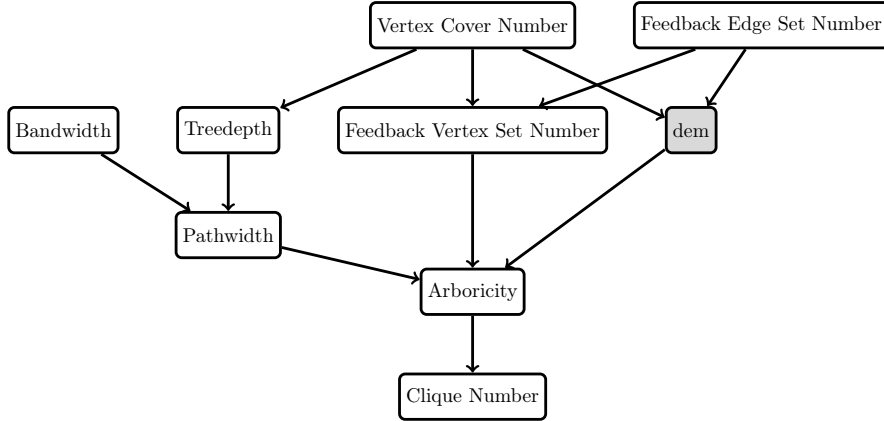 Vertex Cover Number
Feedback Edge Set Number
Bandwidth
Treedepth
Feedback Vertex Set Number
dem
Pathwidth
Arboricity
Clique Number